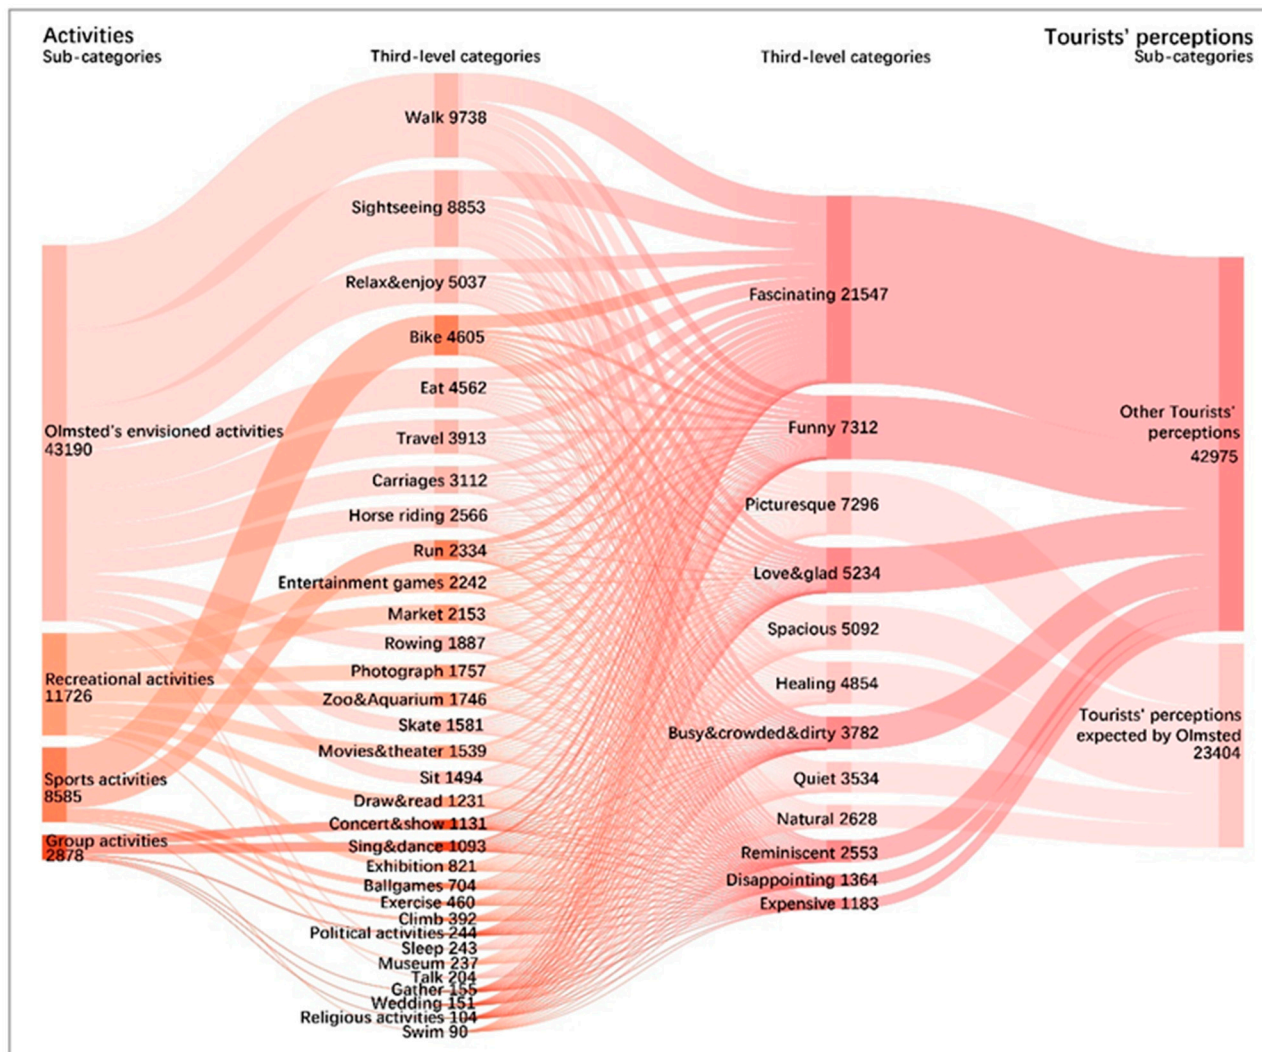 Activities
Sub-categories
Third-level categories
Third-level categories
Tourists' perceptions
Sub-categories
Olmsted's envisioned activities
43190
Recreational activities
11726
Sports activities
8585
Group activities
2878
Walk 9738
Sightseeing 8853
Relax&enjoy 5037
Bike 4605
Eat 4562
Travel 3913
Carriages 3112
Horse riding 2566
Run 2334
Entertainment games 2242
Market 2153
Rowing 1887
Photograph 1757
Zoo&Aquarium 1746
Skate 1581
Movies&theater 1539
Sit 1494
Draw&read 1231
Concert&show 1131
Sing&dance 1093
Exhibition 821
Ballgames 704
Exercise 460
Climb 392
Political activities 244
Sleep 243
Museum 237
Talk 204
Gather 155
Wedding 151
Religious activities 104
Swim 90
Fascinating 21547
Funny 7312
Picturesque 7296
Love&glad 5234
Spacious 5092
Healing 4854
Busy&crowded&dirty 3782
Quiet 3534
Natural 2628
Reminiscent 2553
Disappointing 1364
Expensive 1183
Other Tourists'
perceptions
42975
Tourists' perceptions
expected by Olmsted
23404